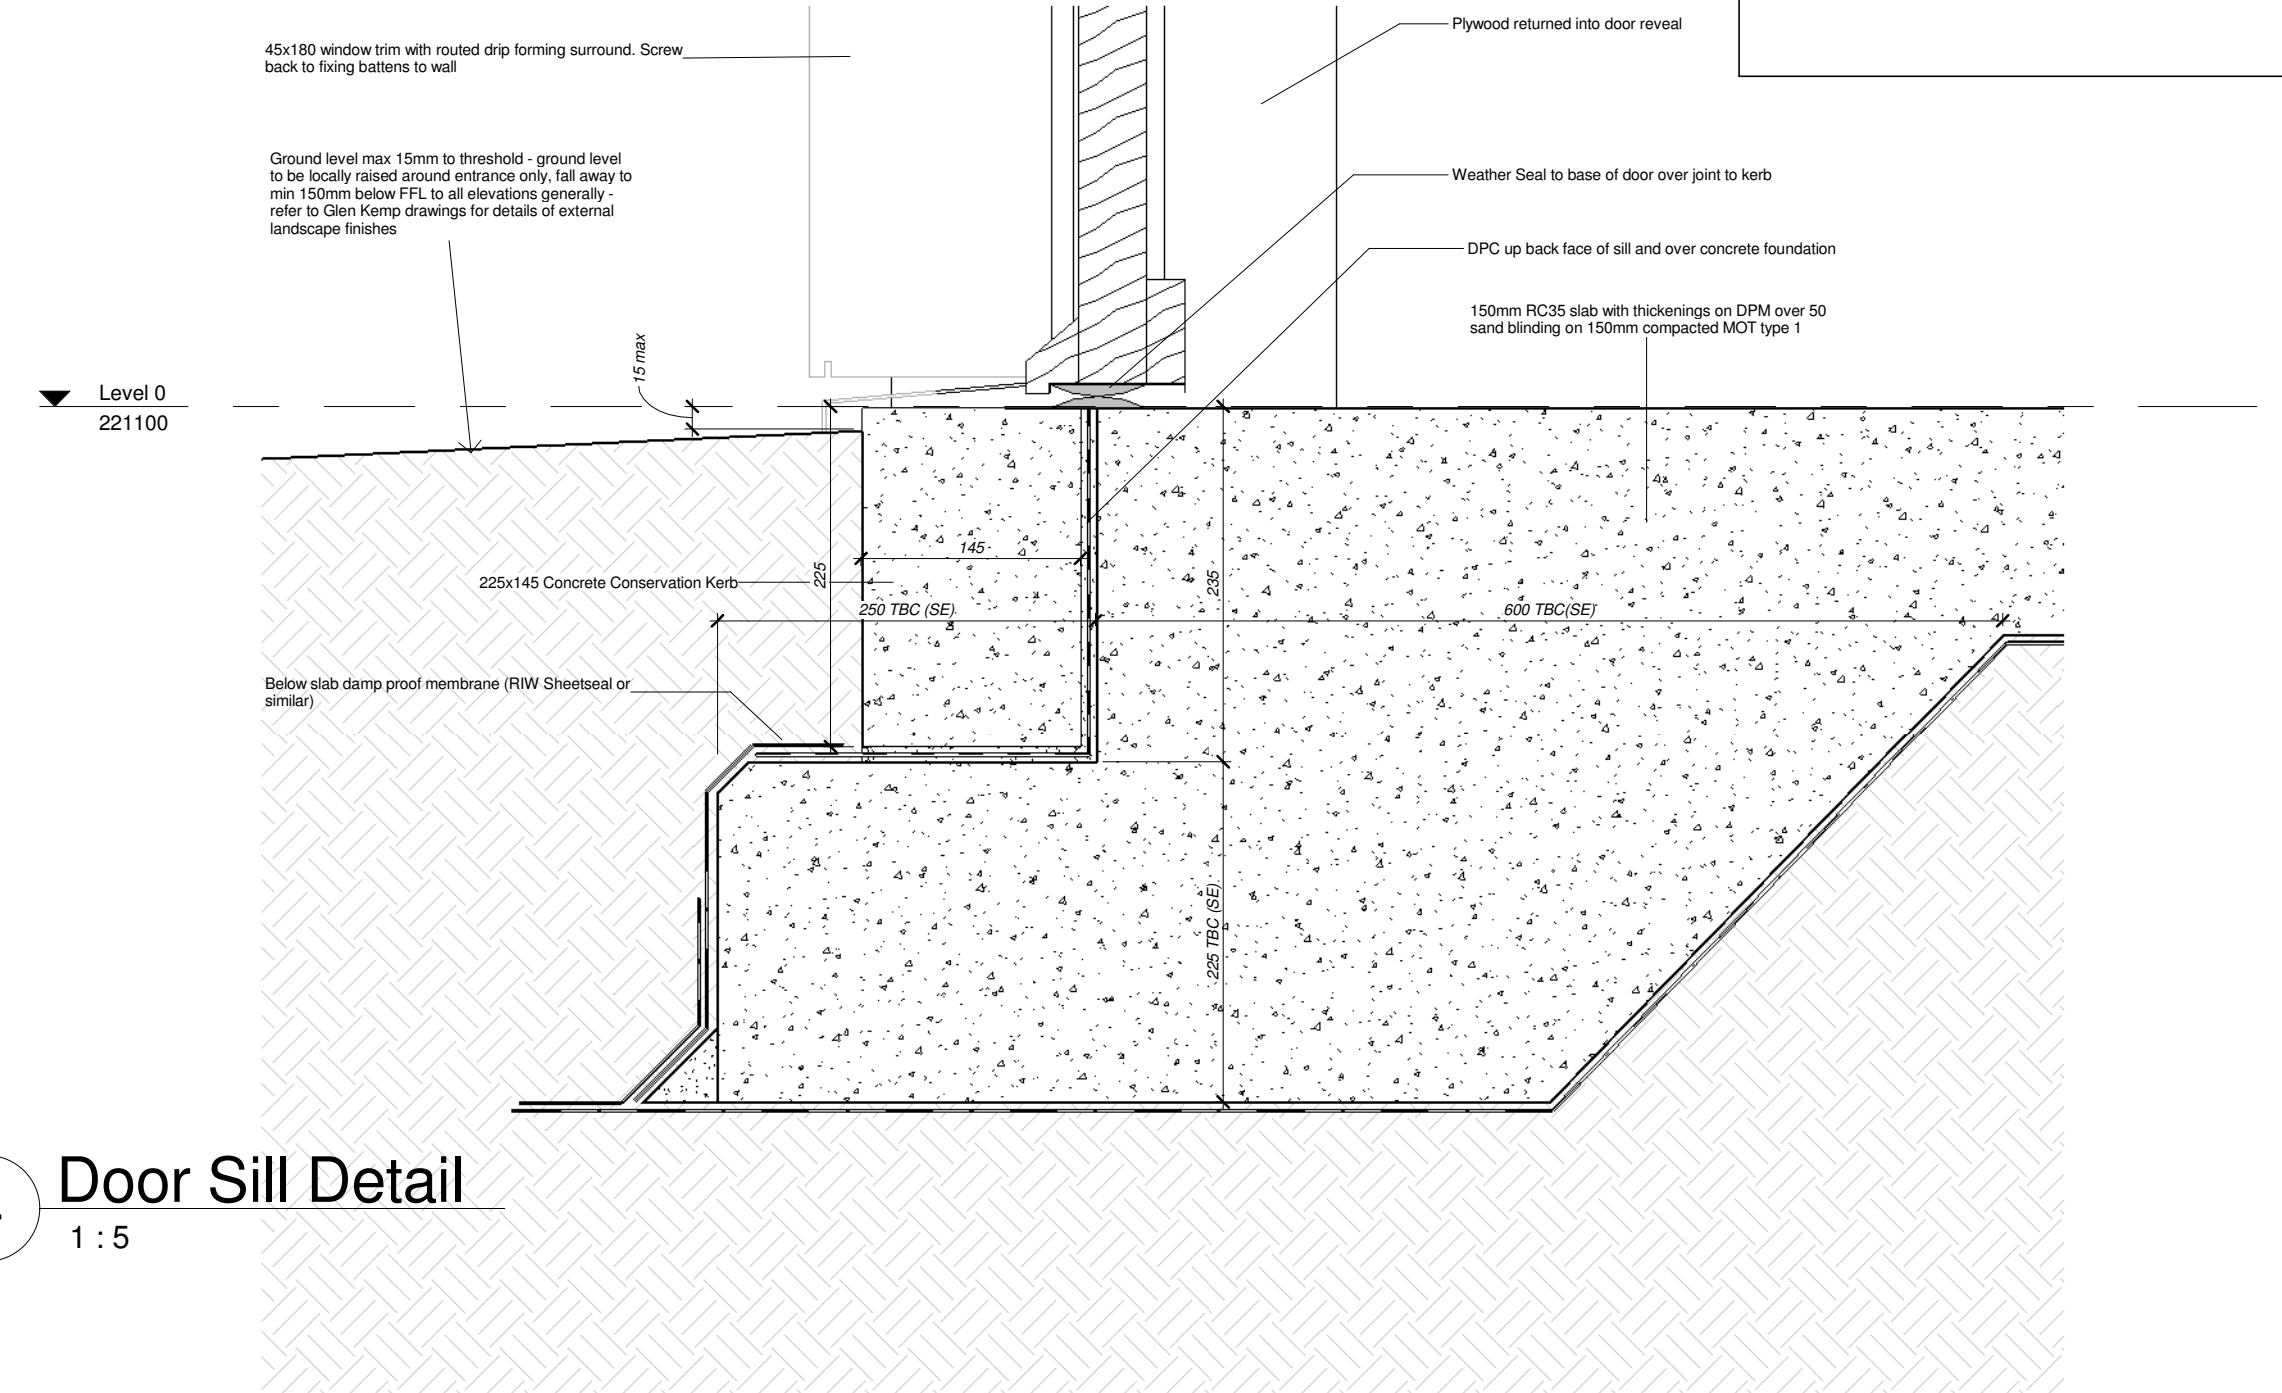 45x180 window trim with routed drip forming surround. Screw
back to fixing battens to wall
Plywood returned into door reveal
Ground level max 15mm to threshold - ground level
to be locally raised around entrance only, fall away to
min 150mm below FFL to all elevations generally -
refer to Glen Kemp drawings for details of external
landscape finishes
Weather Seal to base of door over joint to kerb
DPC up back face of sill and over concrete foundation
150mm RC35 slab with thickenings on DPM over 50
sand blinding on 150mm compacted MOT type 1
15 max
Level 0
221100
145
225x145 Concrete Conservation Kerb
225
235
250 TBC (SE)
600 TBC(SE)
Below slab damp proof membrane (RIW Sheetseal or
similar)
225 TBC (SE)
Door Sill Detail
1 : 5